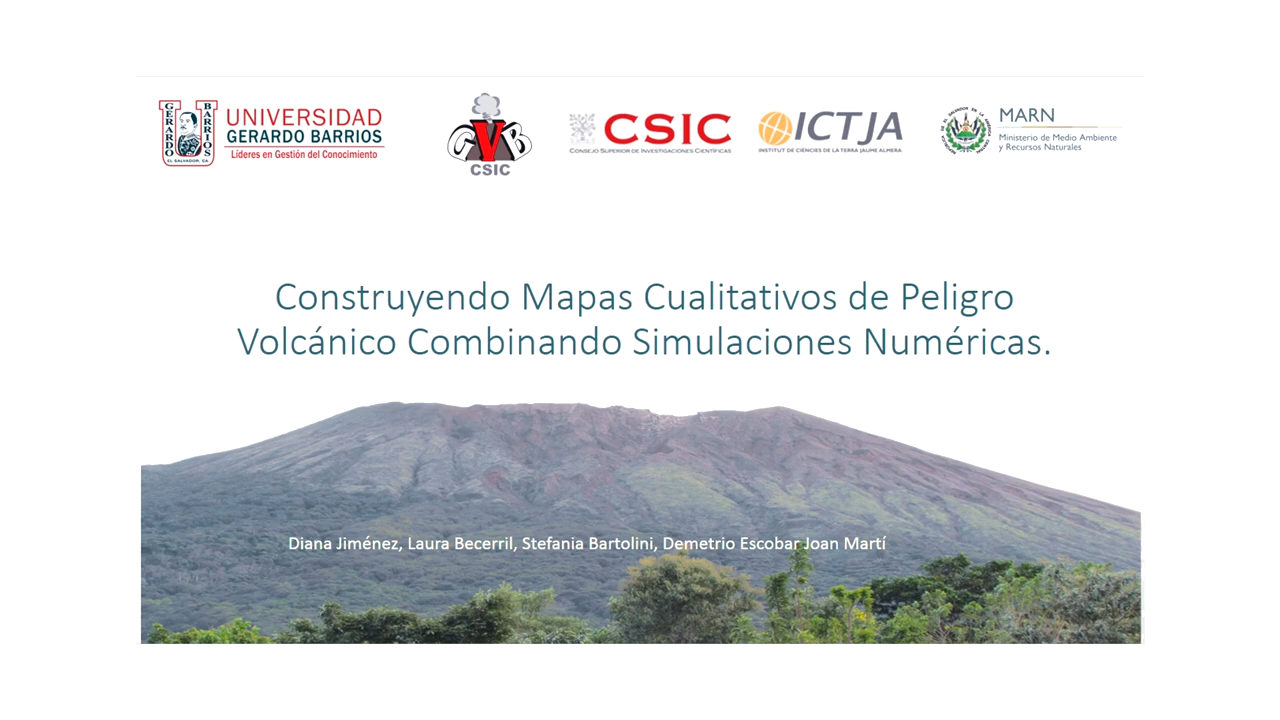 GERARDO BARRIOS
EL SALVADOR, CA.
UNIVERSIDAD
GERARDO BARRIOS
Líderes en Gestión del Conocimiento
GVB
CSIC
CSIC
CONSEJO SUPERIOR DE INVESTIGACIONES CIENTÍFICAS
ICTJA
INSTITUT DE CIÈNCIES DE LA TERRA JAUME ALMERA
MARN
Ministerio de Medio Ambiente
y Recursos Naturales
Construyendo Mapas Cualitativos de Peligro
Volcánico Combinando Simulaciones Numéricas.
Diana Jiménez, Laura Becerril, Stefania Bartolini, Demetrio Escobar Joan Martí